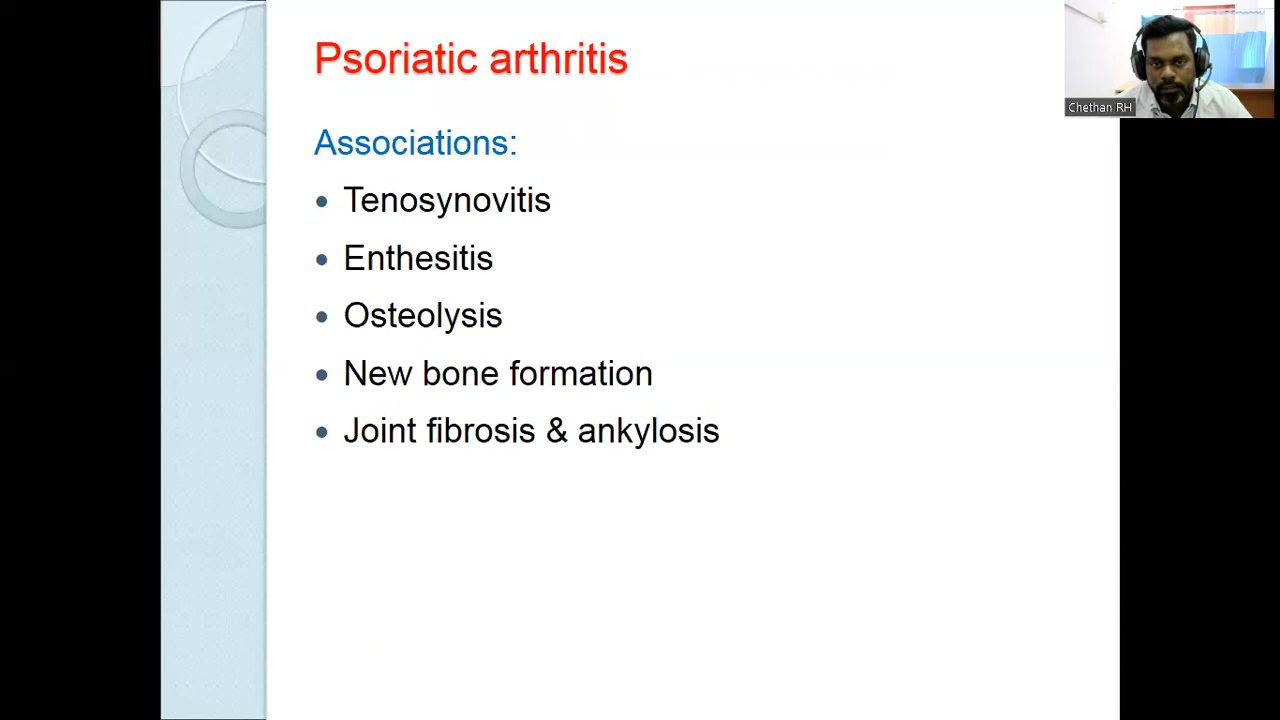 Psoriatic arthritis
Chethan RH
Associations:
• Tenosynovitis
• Enthesitis
• Osteolysis
• New bone formation
• Joint fibrosis & ankylosis